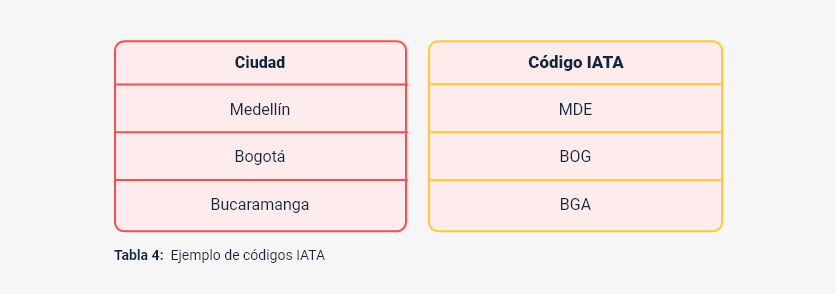 Ciudad Código IATA
Medellín MDE
Bogotá BOG
Bucaramanga BGA
Tabla 4: Ejemplo de códigos IATA